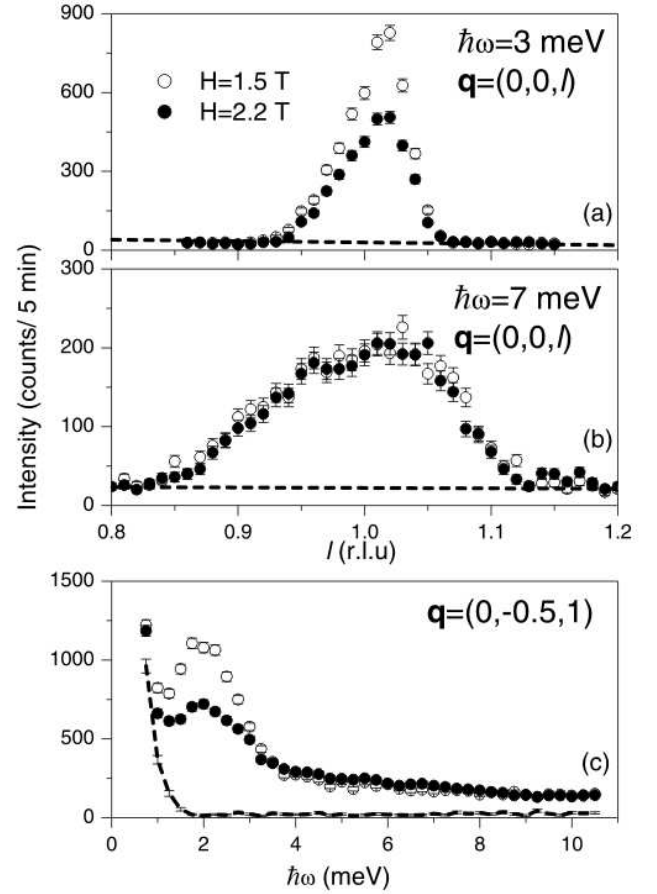 900
600
300
0
ħω=3 meV
q=(0,0,l)
H=1.5 T
H=2.2 T
(a)
300
200
100
0
ħω=7 meV
q=(0,0,l)
(b)
0.8 0.9 1.0 1.1 1.2
l (r.l.u)
Intensity (counts/ 5 min)
1500
1000
500
0
q=(0,-0.5,1)
(c)
0 2 4 6 8 10
ħω (meV)